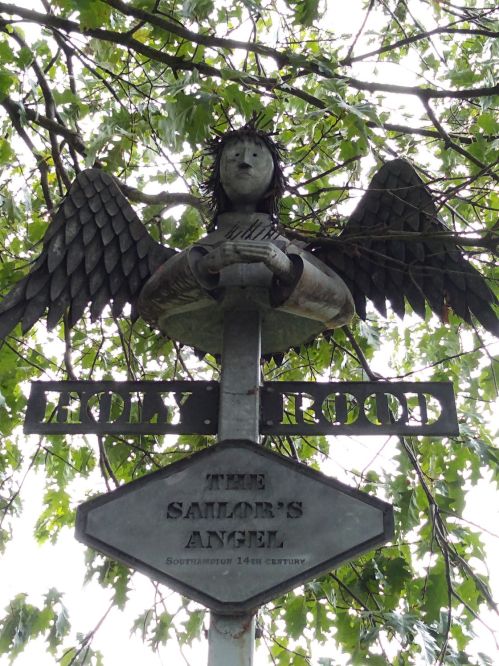 HOLY ROOD
THE
SAILOR'S
ANGEL
SOUTHAMPTON 14TH CENTURY